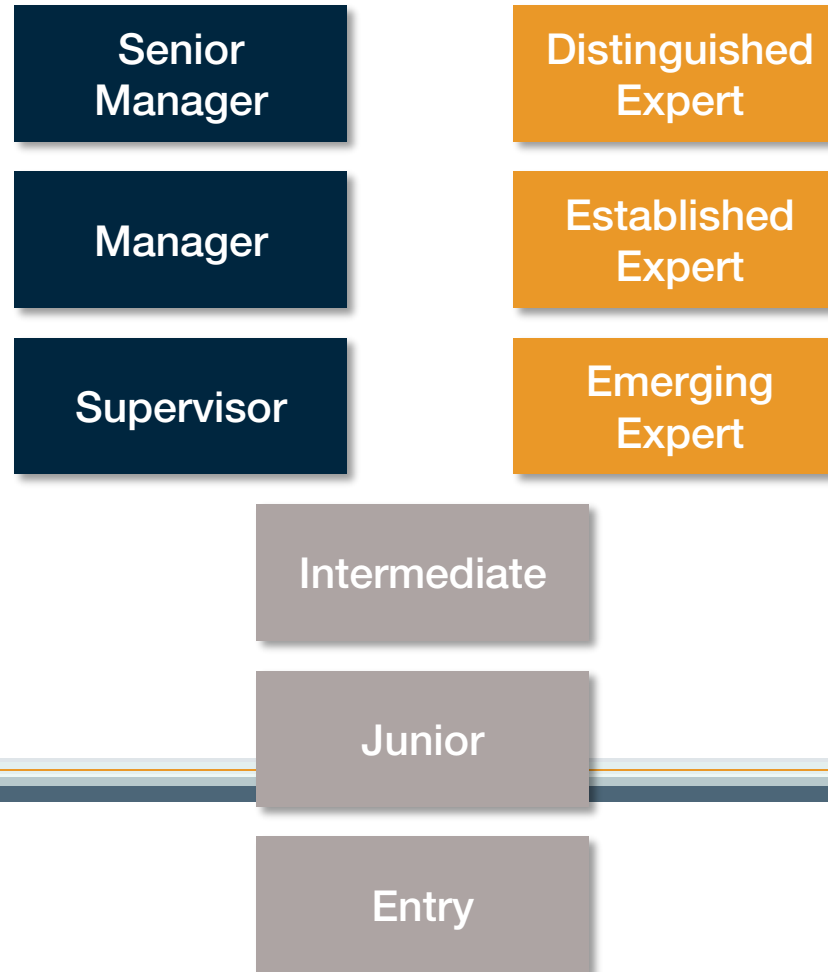 Senior
Manager
Distinguished
Expert
Manager
Established
Expert
Supervisor
Emerging
Expert
Intermediate
Junior
Entry